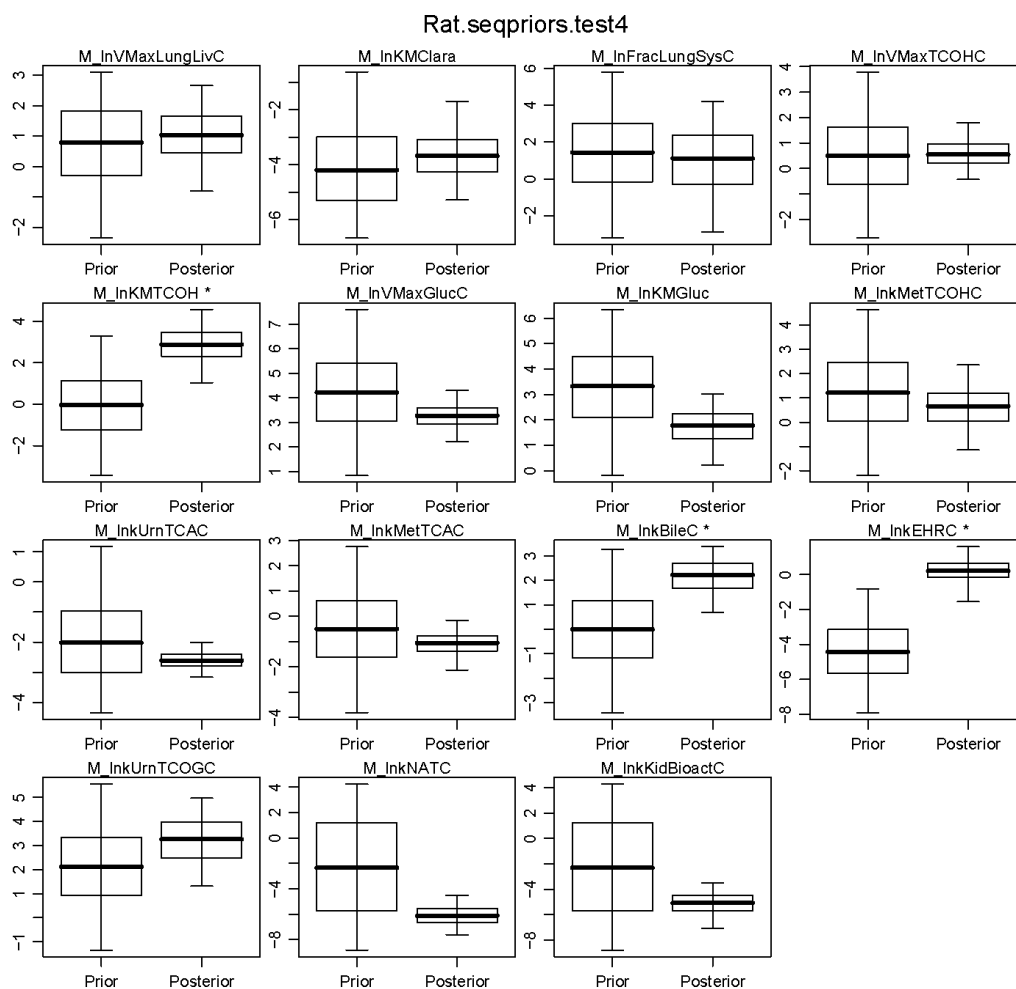 Rat.seqpriors.test4
M_lnVMaxLungLivC
3
2
1
0
−2
Prior Posterior
M_lnKMClara
−2
−4
−6
Prior Posterior
M_lnFracLungSysC
6
4
2
0
−2
Prior Posterior
M_lnVMaxTCOHC
4
3
2
1
0
−2
Prior Posterior
M_lnKMTCOH *
4
2
0
−2
Prior Posterior
M_lnVMaxGlucC
7
6
5
4
3
2
1
Prior Posterior
M_lnKMGluc
6
5
4
3
2
1
0
Prior Posterior
M_lnkMetTCOHC
4
3
2
1
0
−2
Prior Posterior
M_lnkUrnTCAC
1
0
−2
−4
Prior Posterior
M_lnkMetTCAC
3
2
1
0
−2
−4
Prior Posterior
M_lnkBileC *
3
2
1
−1
−3
Prior Posterior
M_lnkEHRC *
0
−2
−4
−6
−8
Prior Posterior
M_lnkUrnTCOGC
5
4
3
2
1
−1
Prior Posterior
M_lnkNATC
4
2
0
−4
−8
Prior Posterior
M_lnkKidBioactC
4
2
0
−4
−8
Prior Posterior